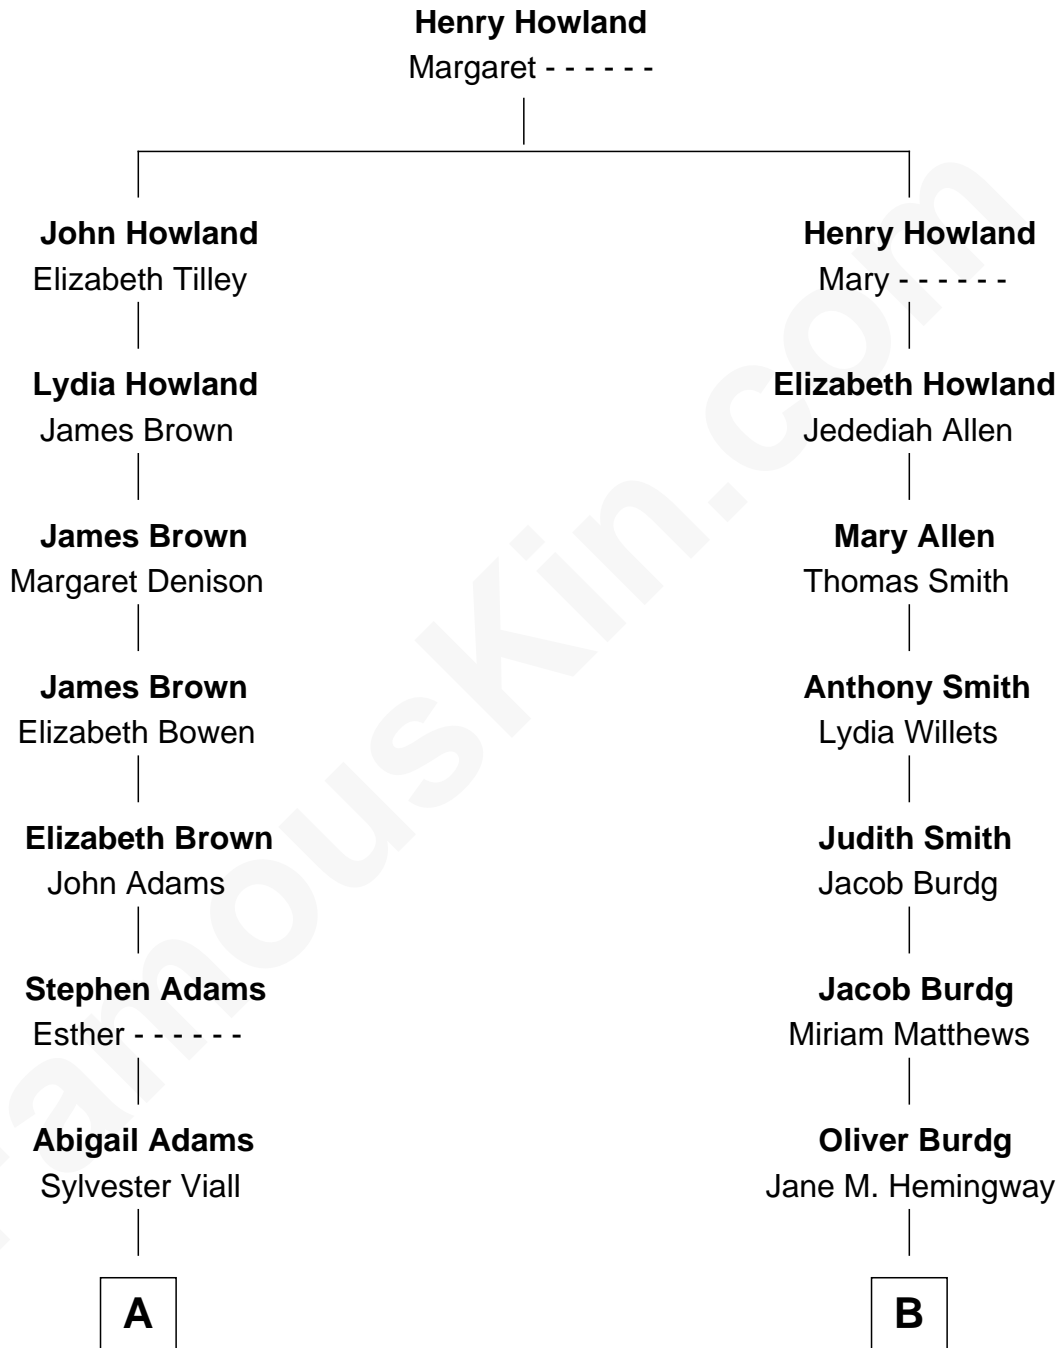 Henry Howland
Margaret - - - - - -
John Howland
Elizabeth Tilley
Henry Howland
Mary - - - - - -
Lydia Howland
James Brown
Elizabeth Howland
Jedediah Allen
James Brown
Margaret Denison
Mary Allen
Thomas Smith
James Brown
Elizabeth Bowen
Anthony Smith
Lydia Willets
Elizabeth Brown
John Adams
Judith Smith
Jacob Burdg
Stephen Adams
Esther - - - - - -
Jacob Burdg
Miriam Matthews
Abigail Adams
Sylvester Viall
Oliver Burdg
Jane M. Hemingway
A
B
FamousKin.com